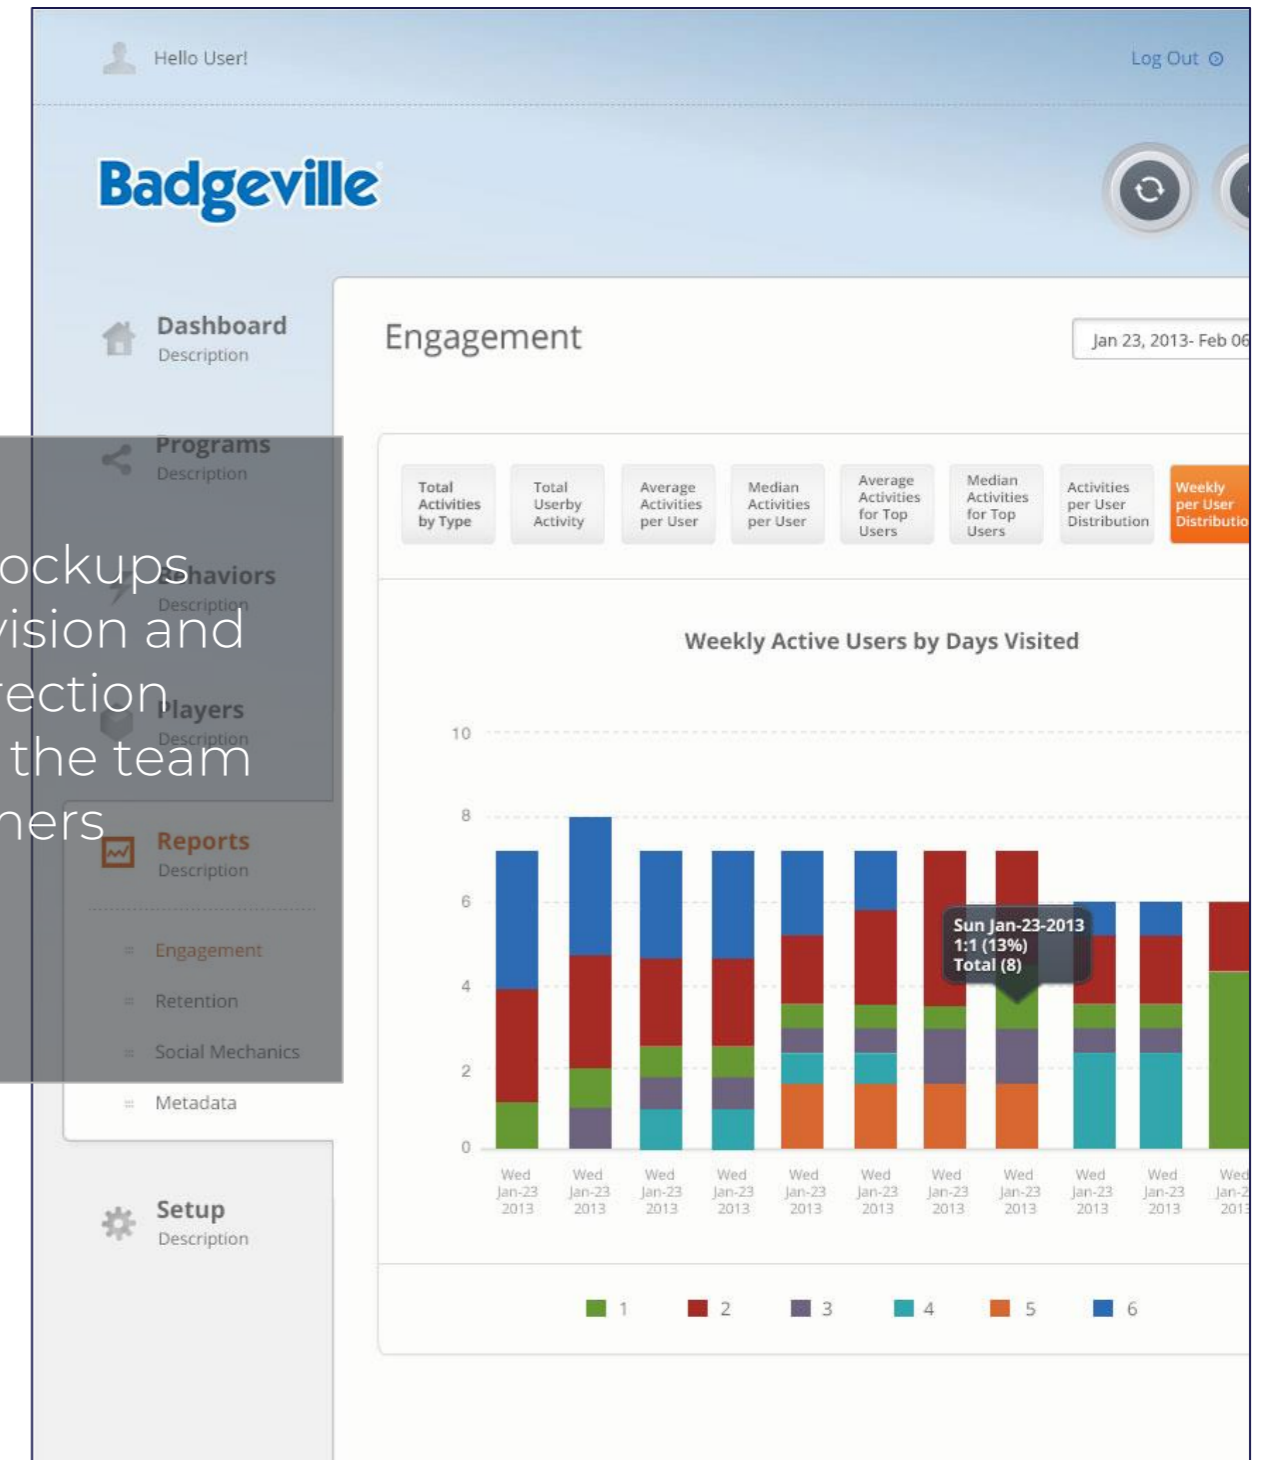 Hello User!
Log Out
Badgeville
Dashboard
Description
Programs
Description
Behaviors
Description
Players
Description
Reports
Description
Engagement
Retention
Social Mechanics
Metadata
Setup
Description
vision and
the team
Engagement
Jan 23, 2013- Feb 06
Total
Activities
by Type
Total
Userby
Activity
Average
Activities
per User
Median
Activities
per User
Average
Activities
for Top
Users
Median
Activities
for Top
Users
Activities
per User
Distribution
Weekly
per User
Weekly Active Users by Days Visited
10
8
6
4
2
0
Sun Jan-23-2013
1:1 (13%)
Total (8)
Wed
Jan-23
2013
Wed
Jan-23
2013
Wed
Jan-23
2013
Wed
Jan-23
2013
Wed
Jan-23
2013
Wed
Jan-23
2013
Wed
Jan-23
2013
Wed
Jan-23
2013
Wed
Jan-23
2013
Wed
Jan-23
2013
1
2
3
4
5
6